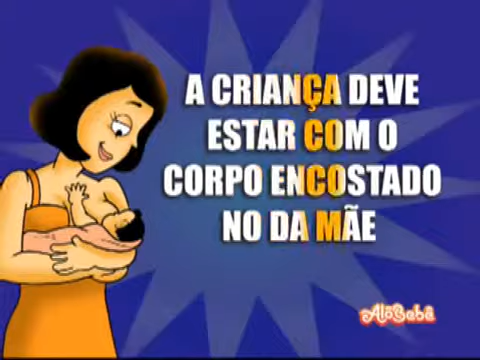 A CRIANÇA DEVE
ESTAR COM O
CORPO ENCOSTADO
NO DA MÃE
AlôBebê